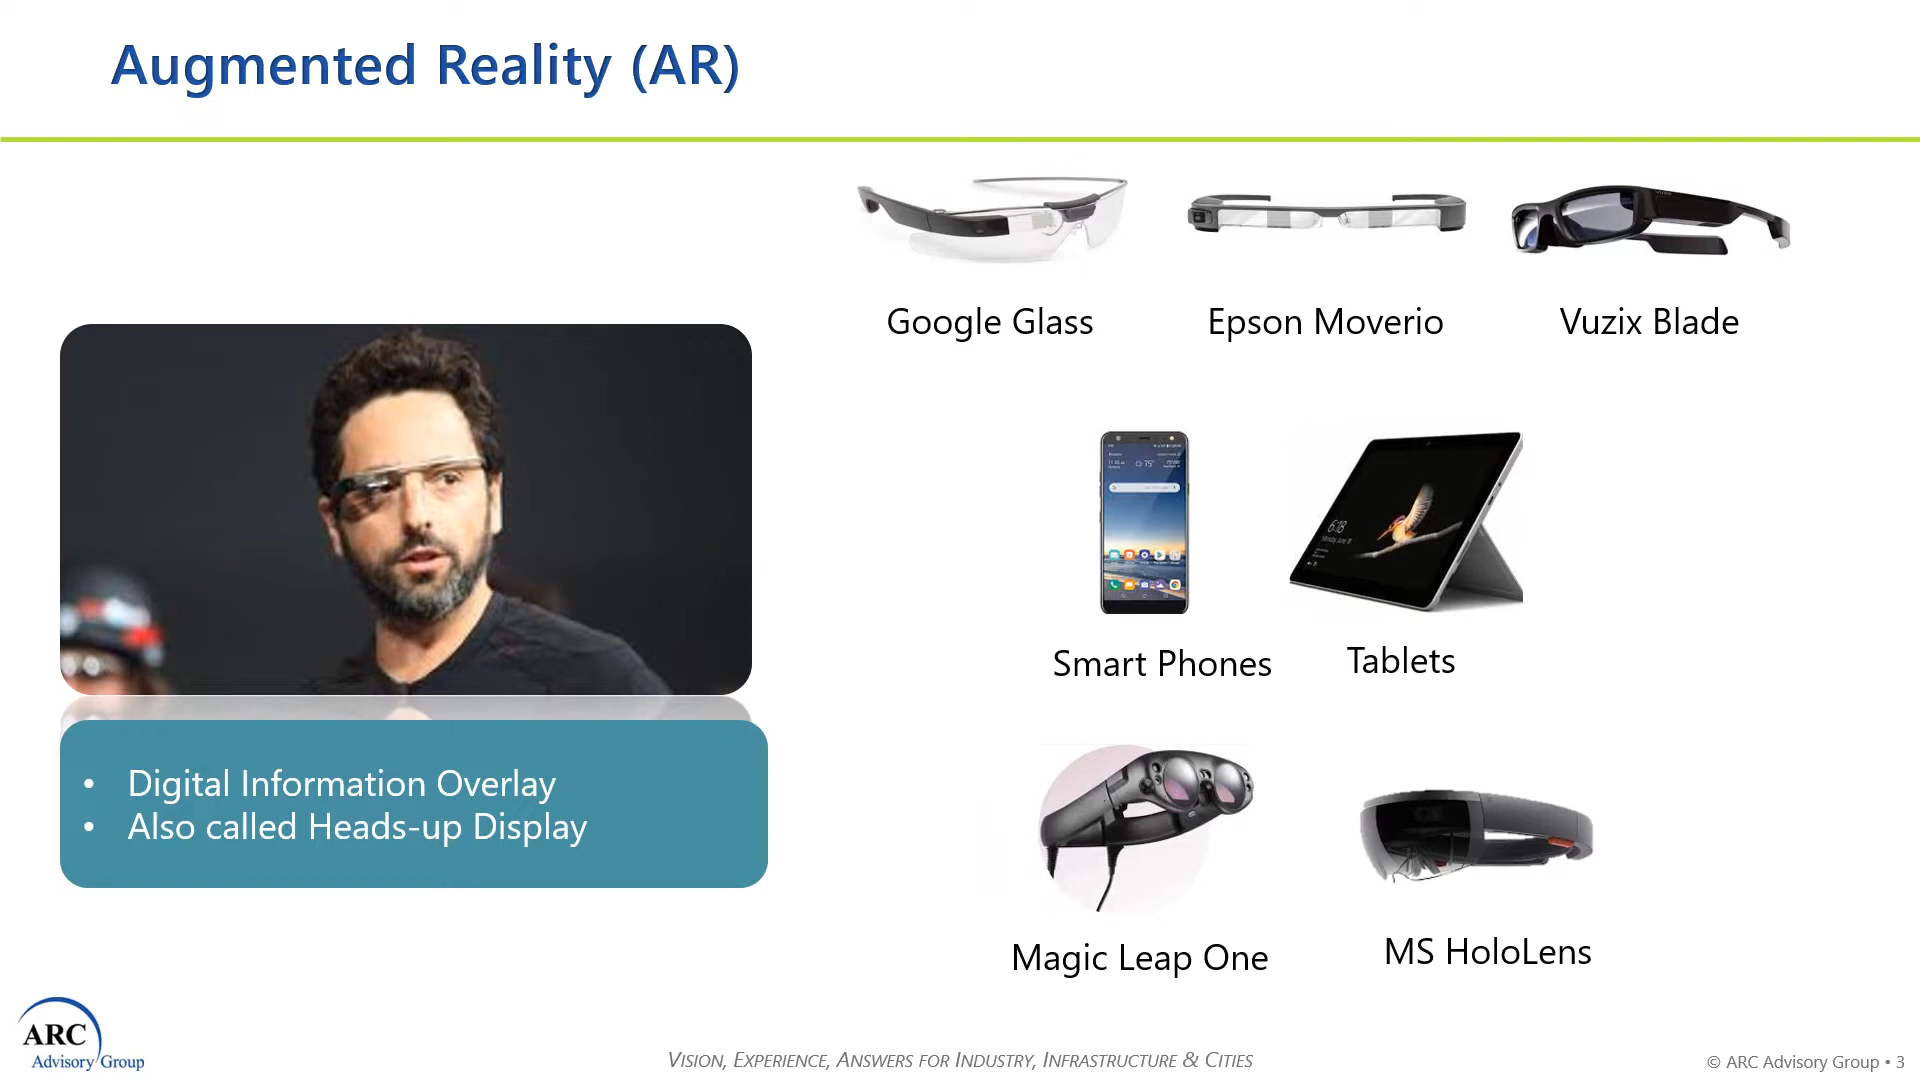 Augmented Reality (AR)
Google Glass
Epson Moverio
Vuzix Blade
Smart Phones
Tablets
6:18
• Digital Information Overlay
• Also called Heads-up Display
Magic Leap One
MS HoloLens
ARC
Advisory Group
VISION, EXPERIENCE, ANSWERS FOR INDUSTRY, INFRASTRUCTURE & CITIES
© ARC Advisory Group • 3